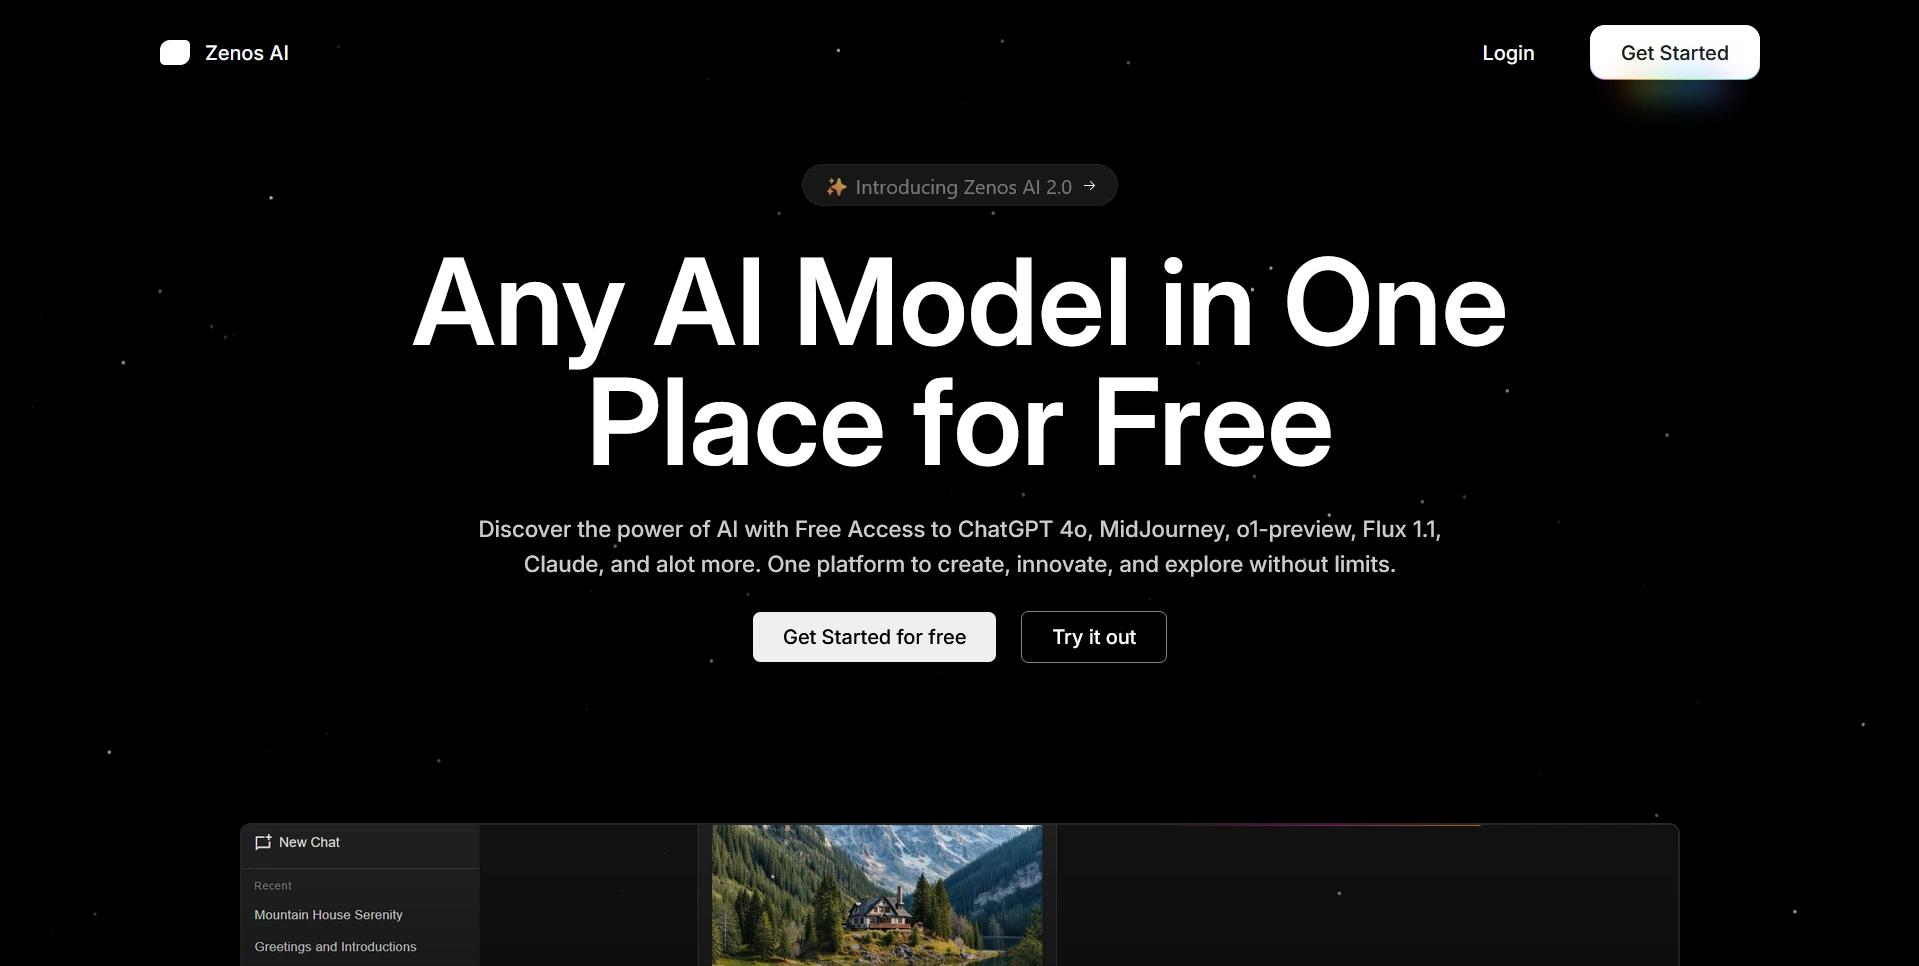 Zenos AI
Login
Get Started
✨ Introducing Zenos AI 2.0 →
Any AI Model in One
Place for Free
Discover the power of AI with Free Access to ChatGPT 4o, MidJourney, o1-preview, Flux 1.1,
Claude, and alot more. One platform to create, innovate, and explore without limits.
Get Started for free
Try it out
New Chat
Recent
Mountain House Serenity
Greetings and Introductions